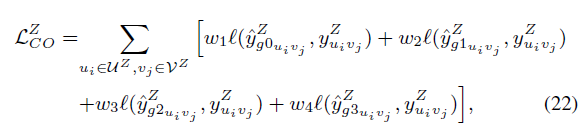 $\mathcal{L}_{CO}^{Z} = \sum_{u_i \in \mathcal{U}^Z, v_j \in \mathcal{V}^Z} \Big[ w_1 \ell(\hat{y}_{g0_{u_i v_j}}^{Z}, y_{u_i v_j}^{Z}) + w_2 \ell(\hat{y}_{g1_{u_i v_j}}^{Z}, y_{u_i v_j}^{Z})$
$+ w_3 \ell(\hat{y}_{g2_{u_i v_j}}^{Z}, y_{u_i v_j}^{Z}) + w_4 \ell(\hat{y}_{g3_{u_i v_j}}^{Z}, y_{u_i v_j}^{Z}) \Big], \quad (22)$